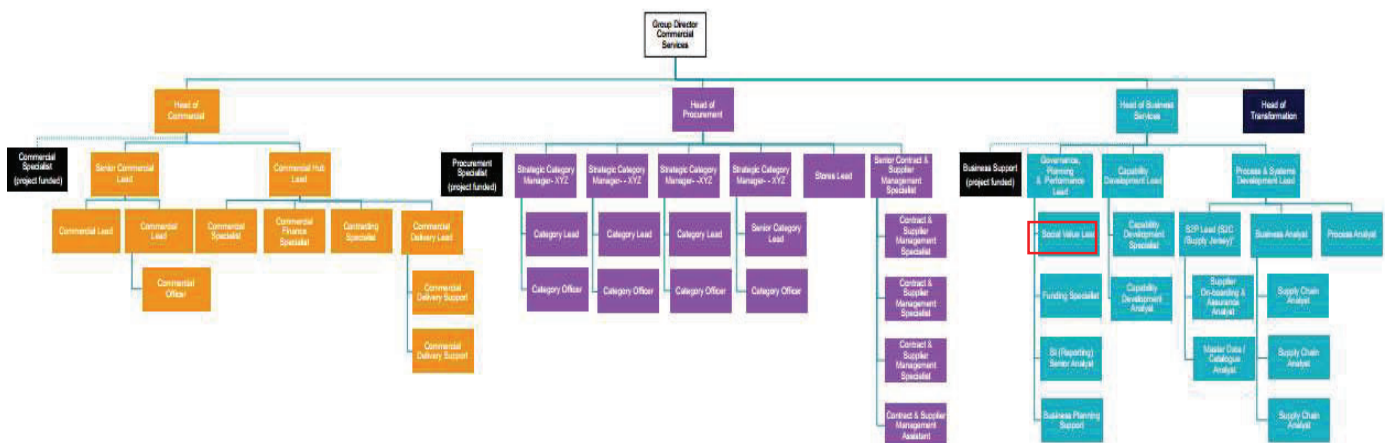 Group Director
Commercial
Services
Head of
Commercial
Head of
Procurement
Head of Business
Services
Head of
Transformation
Commercial
Specialist
(project funded)
Senior Commercial
Lead
Commercial Hub
Lead
Procurement
Specialist
(project funded)
Strategic Category
Manager- XYZ
Strategic Category
Manager- - XYZ
Strategic Category
Manager- -XYZ
Strategic Category
Manager- - XYZ
Stores Lead
Senior Contract &
Supplier
Management
Specialist
Business Support
(project funded)
Governance,
Planning
& Performance
Lead
Capability
Development Lead
Process & Systems
Development Lead
Commercial Lead
Commercial
Lead
Commercial
Specialist
Commercial
Finance
Specialist
Contracting
Specialist
Commercial
Delivery Lead
Category Lead
Category Lead
Category Lead
Senior Category
Lead
Contract &
Supplier
Management
Specialist
Social Value Lead
Capability
Development
Specialist
S2P Lead (S2C
/Supply Jersey)'
Business Analyst
Process Analyst
Commercial
Officer
Commercial
Delivery Support
Category Officer
Category Officer
Category Officer
Category Officer
Contract &
Supplier
Management
Specialist
Funding Specialist
Capability
Development
Analyst
Supplier
On-boarding &
Assurance
Analyst
Supply Chain
Analyst
Commercial
Delivery Support
Contract &
Supplier
Management
Specialist
BI (Reporting)
Senior Analyst
Master Data /
Catalogue
Analyst
Supply Chain
Analyst
Contract & Supplier
Management
Assistant
Business Planning
Support
Supply Chain
Analyst